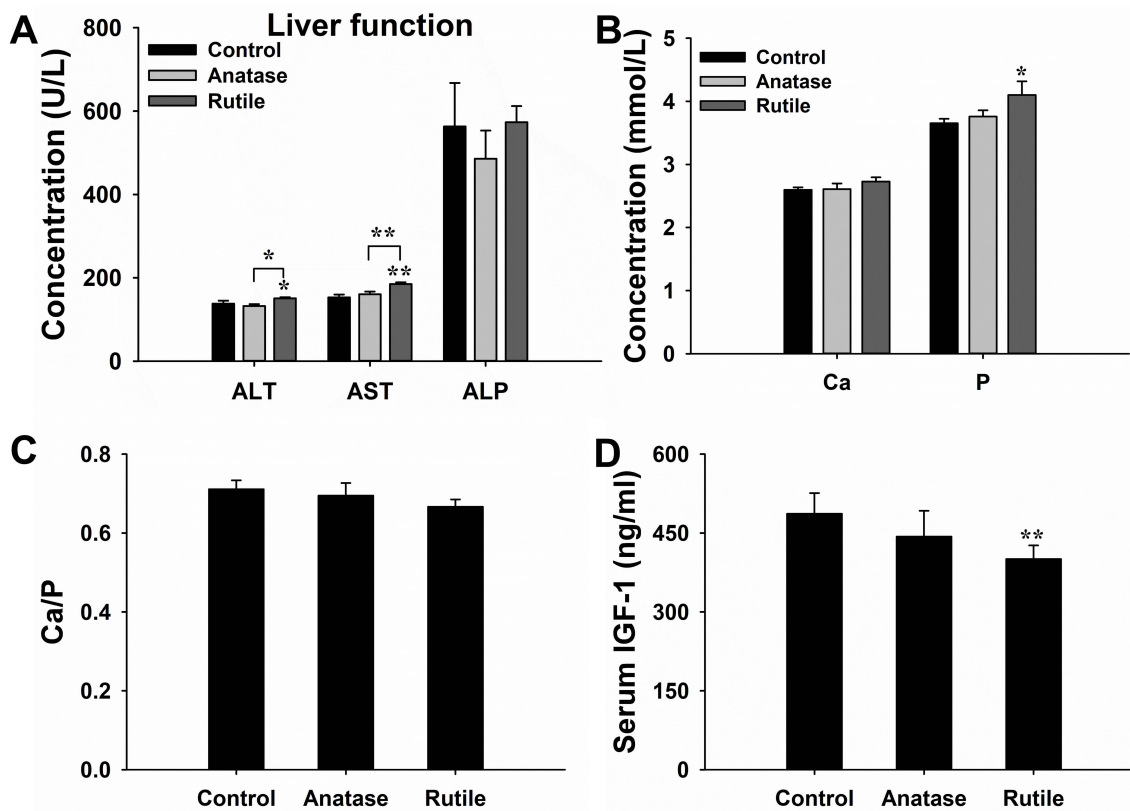 A
Liver function
Concentration (U/L)
800
600
400
200
0
Control
Anatase
Rutile
*
*
**
**
ALT AST ALP
B
Concentration (mmol/L)
5
4
3
2
1
0
Control
Anatase
Rutile
*
Ca P
C
Ca/P
0.8
0.6
0.4
0.2
0.0
Control Anatase Rutile
D
Serum IGF-1 (ng/ml)
600
450
300
150
0
**
Control Anatase Rutile